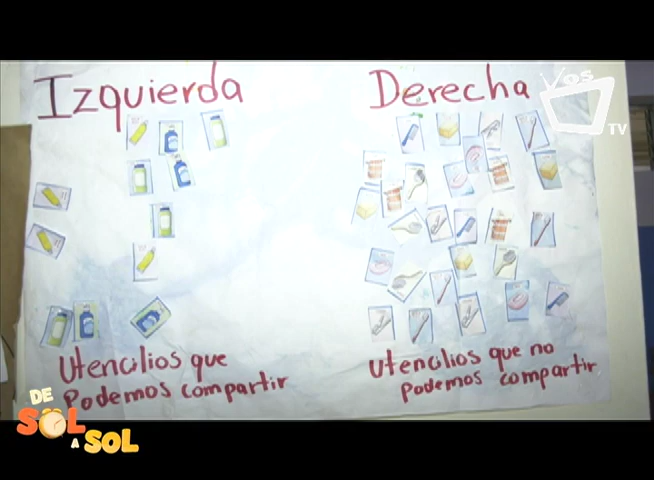 Izquierda
Derecha
VOS
TV
Utencilios que
Podemos compartir
Utencilios que no
podemos compartir
DE
SOL
A SOL